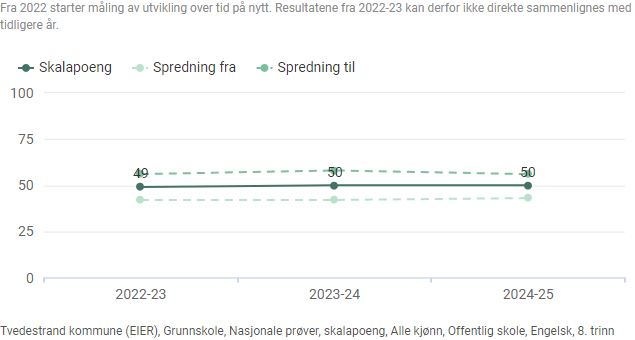 Fra 2022 starter måling av utvikling over tid på nytt. Resultatene fra 2022-23 kan derfor ikke direkte sammenlignes med
tidligere år.
Skalapoeng Spredning fra Spredning til
100
75
50
25
0
49 50 50
2022-23 2023-24 2024-25
Tvedestrand kommune (EIER), Grunnskole, Nasjonale prøver, skalapoeng, Alle kjønn, Offentlig skole, Engelsk, 8. trinn